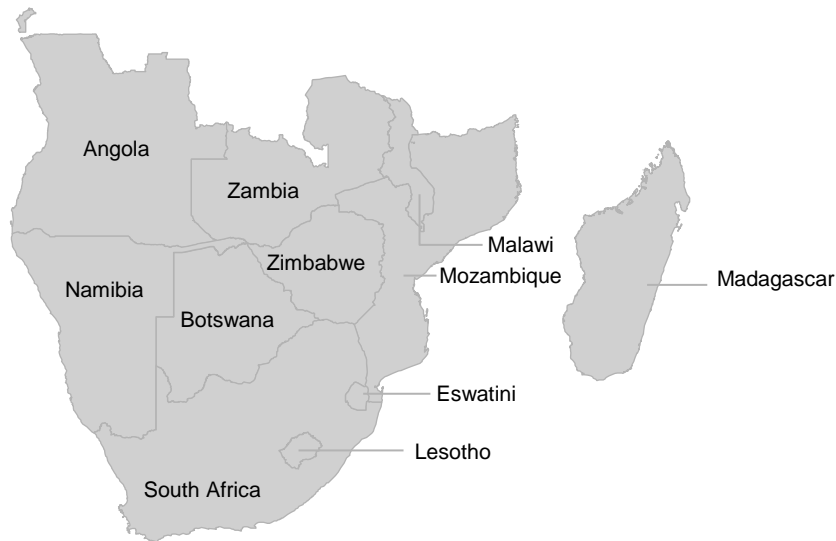 Angola
Zambia
Malawi
Zimbabwe
Mozambique
Madagascar
Namibia
Botswana
Eswatini
Lesotho
South Africa